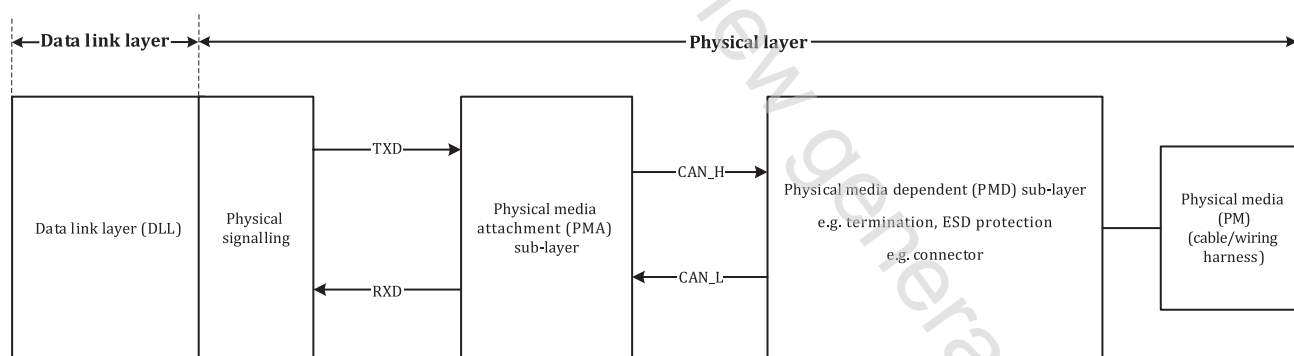 Data link layer
Physical layer
Data link layer (DLL)
Physical
signalling
TXD
RXD
Physical media
attachment (PMA)
sub-layer
CAN_H
CAN_L
Physical media dependent (PMD) sub-layer
e.g. termination, ESD protection
e.g. connector
Physical media
(PM)
(cable/wiring
harness)